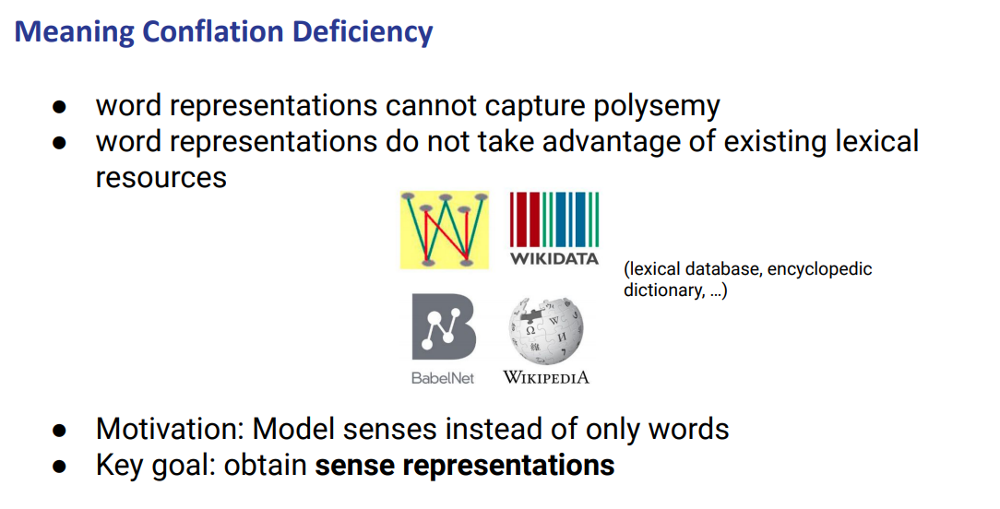 Meaning Conflation Deficiency
● word representations cannot capture polysemy
● word representations do not take advantage of existing lexical
resources
WIKIDATA
(lexical database, encyclopedic
dictionary, ...)
BabelNet
WIKIPEDIA
● Motivation: Model senses instead of only words
● Key goal: obtain sense representations